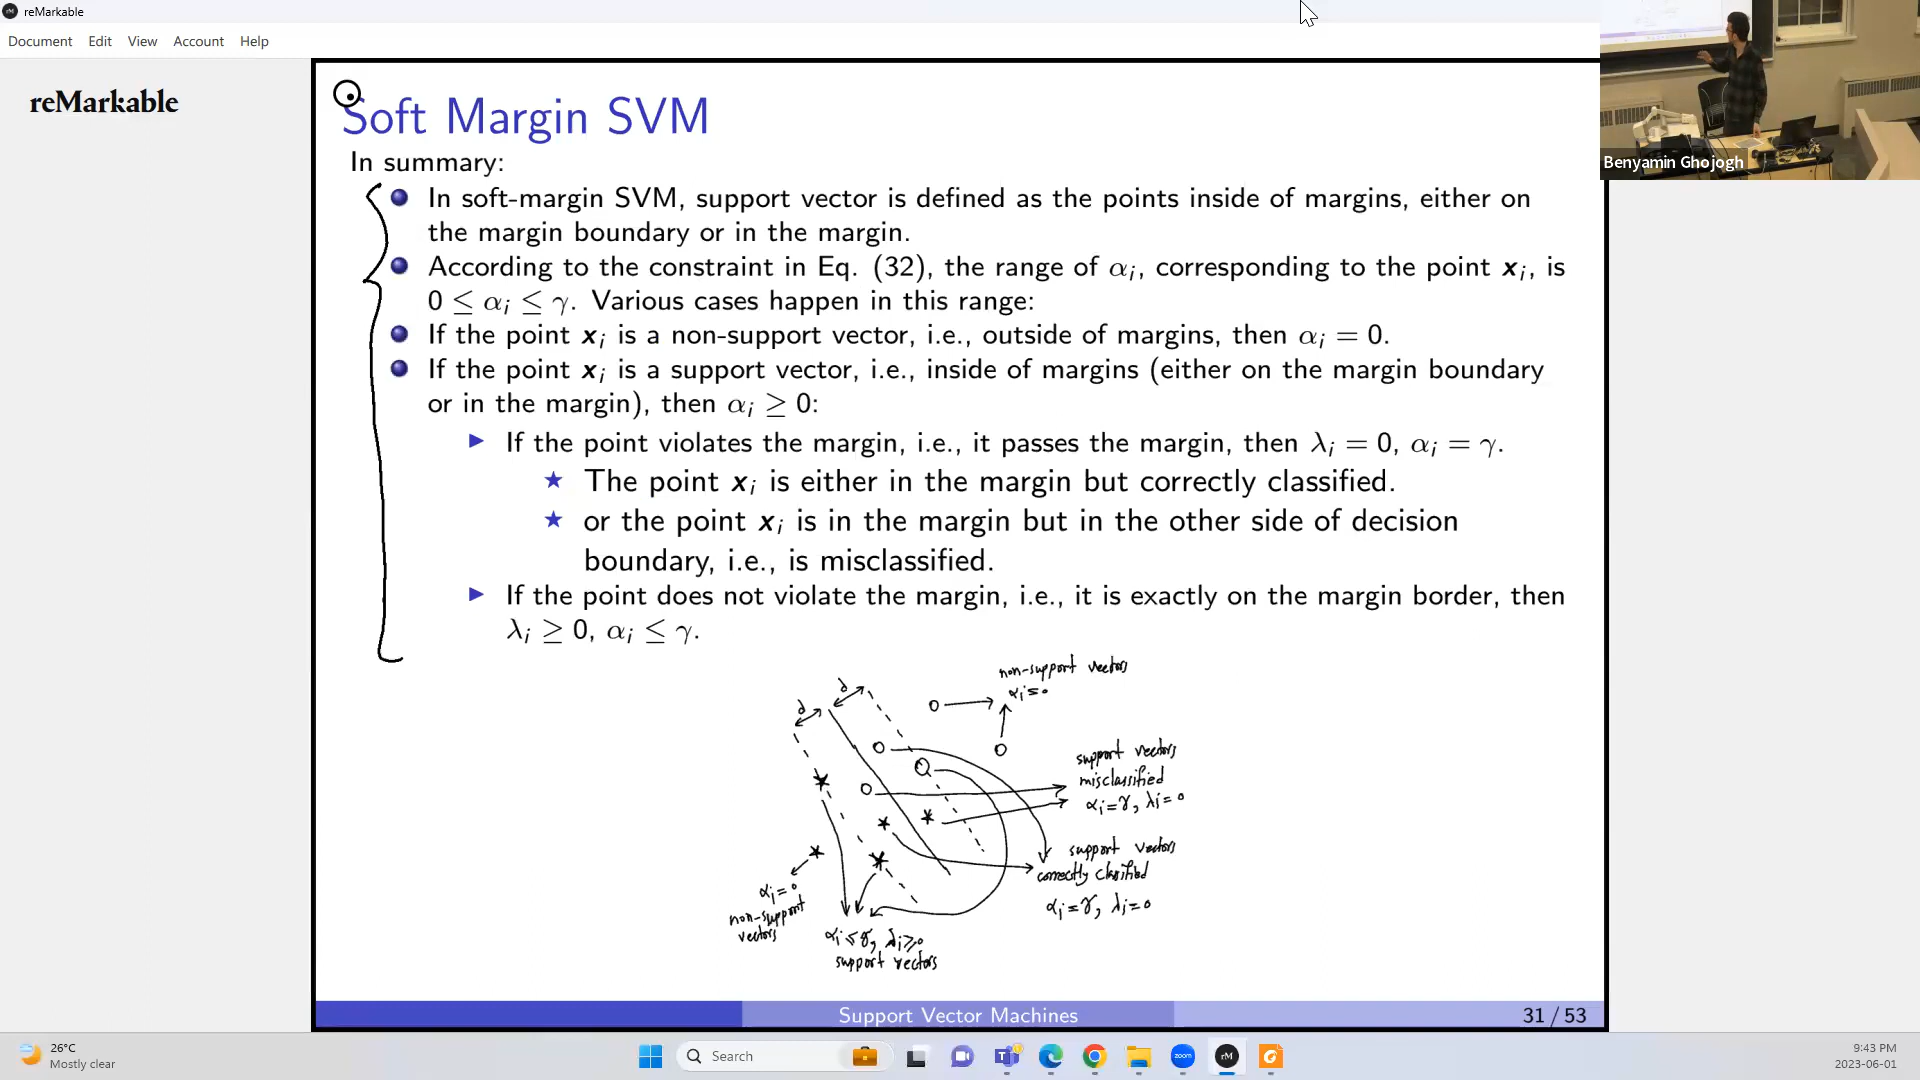 reMarkable
Document Edit View Account Help
reMarkable
Benyamin Ghojogh
Soft Margin SVM
In summary:
In soft-margin SVM, support vector is defined as the points inside of margins, either on
the margin boundary or in the margin.
According to the constraint in Eq. (32), the range of αᵢ, corresponding to the point xᵢ, is
0 ≤ αᵢ ≤ γ. Various cases happen in this range:
If the point xᵢ is a non-support vector, i.e., outside of margins, then αᵢ = 0.
If the point xᵢ is a support vector, i.e., inside of margins (either on the margin boundary
or in the margin), then αᵢ ≥ 0:
If the point violates the margin, i.e., it passes the margin, then λᵢ = 0, αᵢ = γ.
The point xᵢ is either in the margin but correctly classified.
or the point xᵢ is in the margin but in the other side of decision
boundary, i.e., is misclassified.
If the point does not violate the margin, i.e., it is exactly on the margin border, then
λᵢ ≥ 0, αᵢ ≤ γ.
non-support vectors
αᵢ = 0
d
d
support vectors
misclassified
αᵢ = γ, λᵢ = 0
support vectors
correctly classified
αᵢ = γ, λᵢ = 0
αᵢ = 0
non-support
vectors
αᵢ ≤ γ, λᵢ ≥ 0
support vectors
Support Vector Machines 31 / 53
26°C
Mostly clear
Search
zoom
rM
9:43 PM
2023-06-01